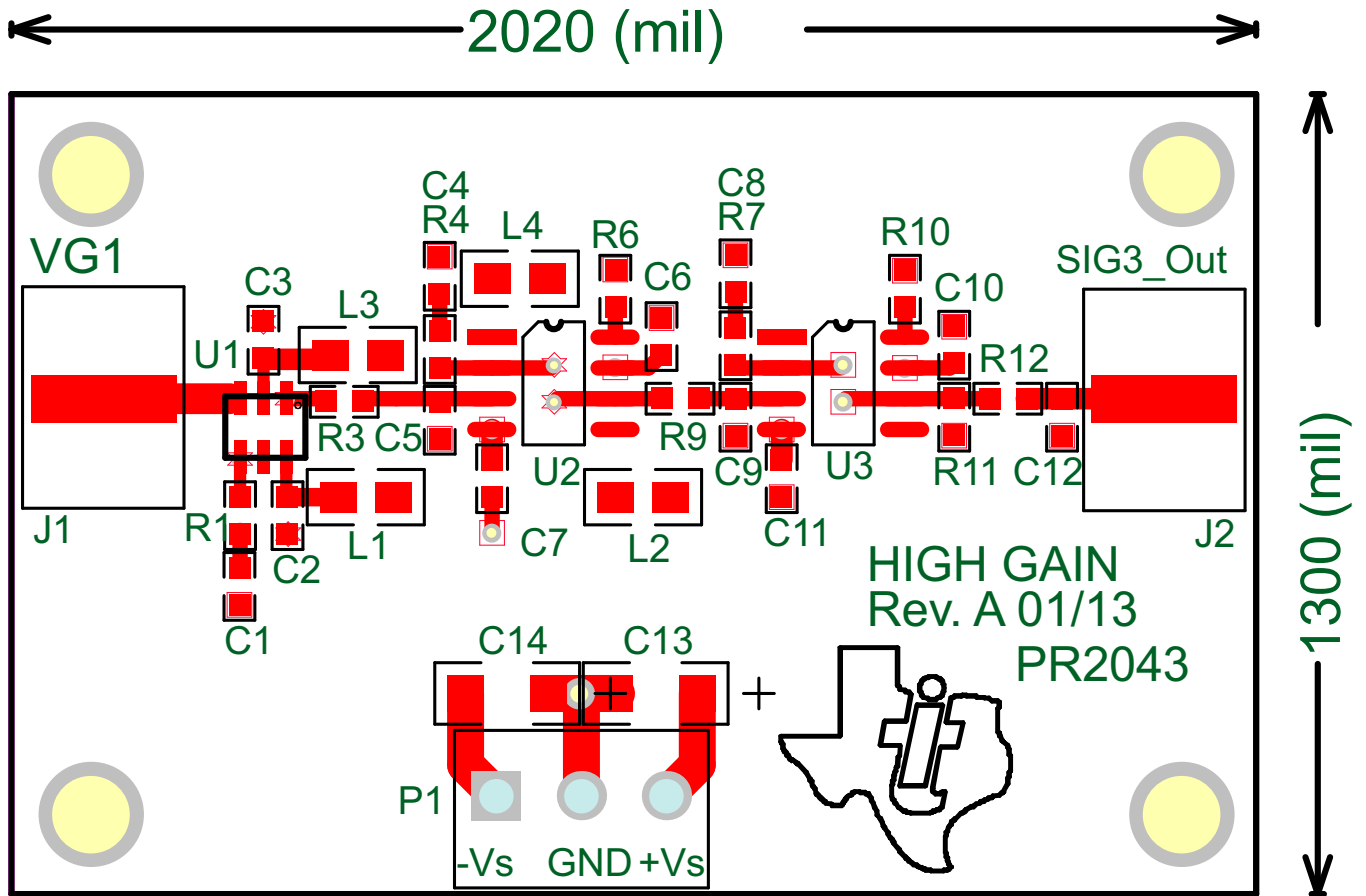 2020 (mil)
C4
R4
L4
R6
C6
C8
R7
R10
C10
SIG3_Out
VG1
C3
L3
U1
R3
C5
U2
R9
C9
U3
R11
R12
C12
J1
R1
C2
L1
C7
L2
C11
J2
C1
HIGH GAIN
Rev. A 01/13
PR2043
1300 (mil)
C14
C13
+
+
P1
-Vs
GND
+Vs